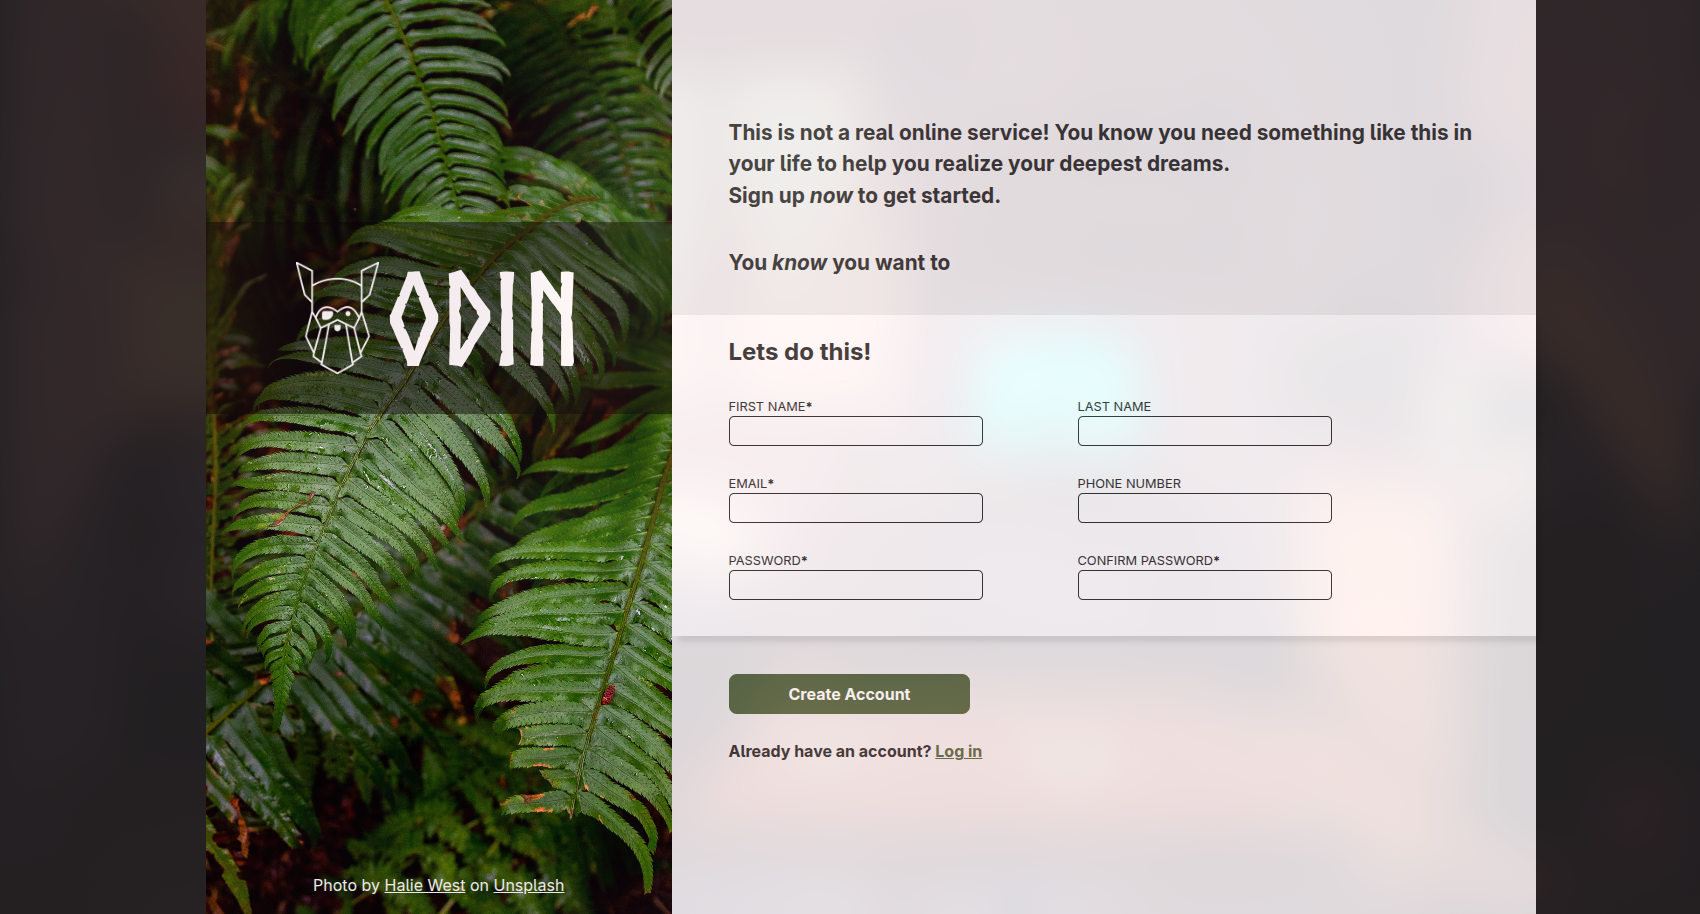 ODIN
Photo by Halie West on Unsplash
This is not a real online service! You know you need something like this in
your life to help you realize your deepest dreams.
Sign up now to get started.
You know you want to
Lets do this!
FIRST NAME*
LAST NAME
EMAIL*
PHONE NUMBER
PASSWORD*
CONFIRM PASSWORD*
Create Account
Already have an account? Log in